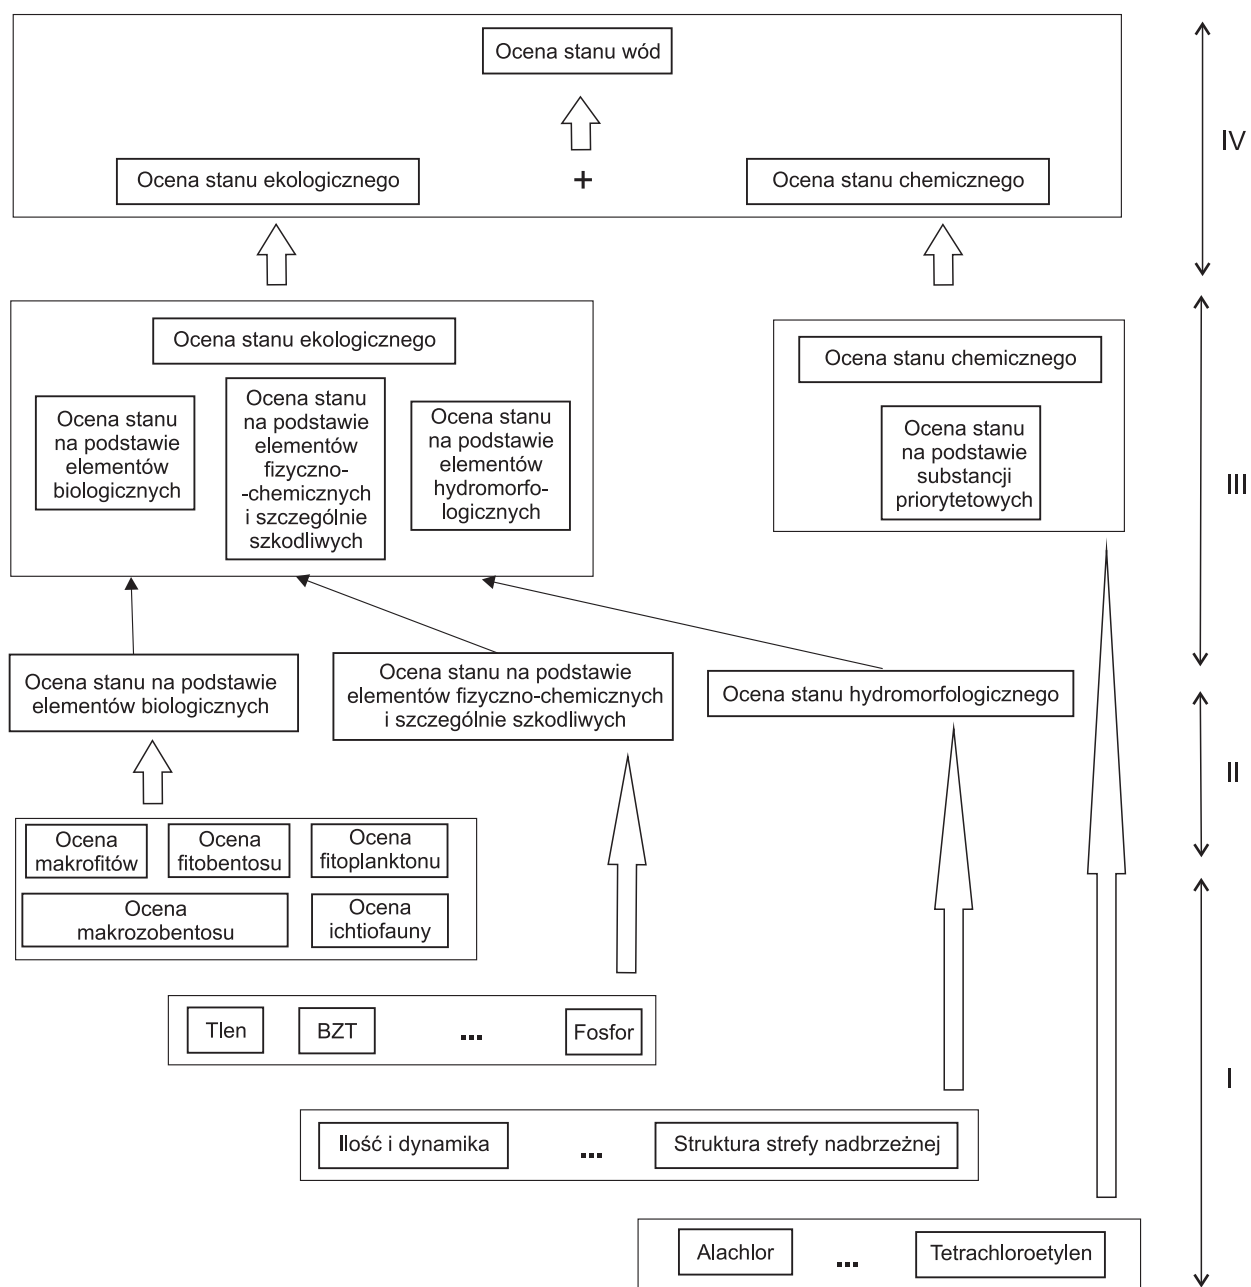 Ocena stanu wód
IV
Ocena stanu ekologicznego
+
Ocena stanu chemicznego
Ocena stanu ekologicznego
Ocena stanu
na podstawie
elementów
biologicznych
Ocena stanu
na podstawie
elementów
fizyczno-
-chemicznych
i szczególnie
szkodliwych
Ocena stanu
na podstawie
elementów
hydromorfo-
logicznych
Ocena stanu chemicznego
Ocena stanu
na podstawie
substancji
priorytetowych
III
Ocena stanu na podstawie
elementów biologicznych
Ocena stanu na podstawie
elementów fizyczno-chemicznych
i szczególnie szkodliwych
Ocena stanu hydromorfologicznego
II
Ocena
makrofitów
Ocena
fitobentosu
Ocena
fitoplanktonu
Ocena
makrozobentosu
Ocena
ichtiofauny
Tlen
BZT
...
Fosfor
I
Ilość i dynamika
...
Struktura strefy nadbrzeżnej
Alachlor
...
Tetrachloroetylen